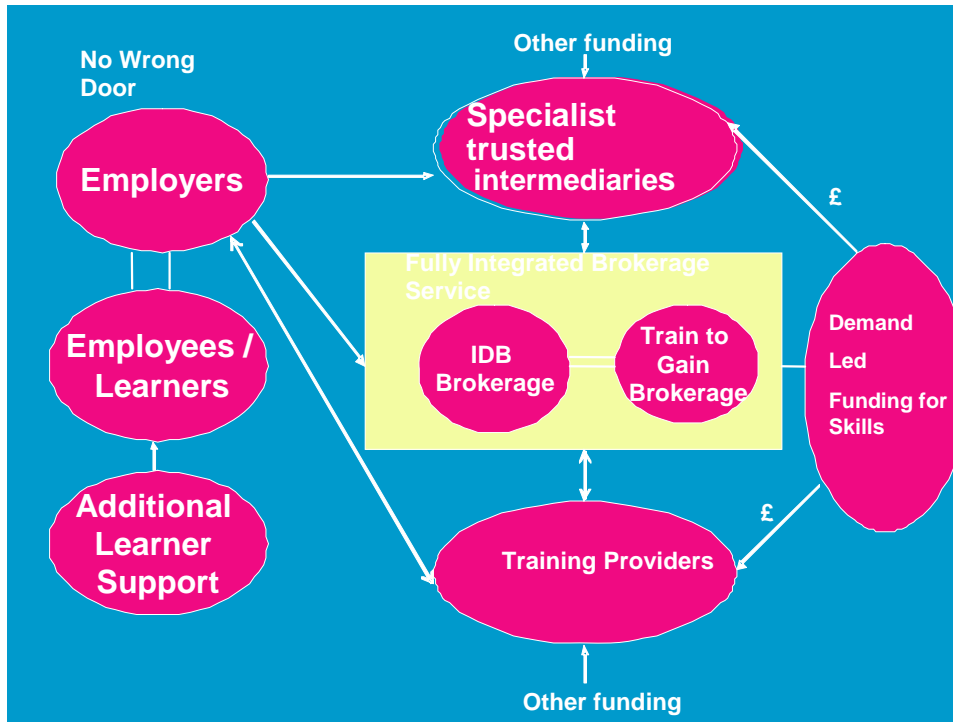 Other funding
No Wrong
Door
Specialist
trusted
intermediaries
Employers
£
Fully Integrated Brokerage
Service
Employees /
Learners
IDB
Brokerage
Train to
Gain
Brokerage
Demand
Led
Funding for
Skills
Additional
Learner
Support
£
Training Providers
Other funding